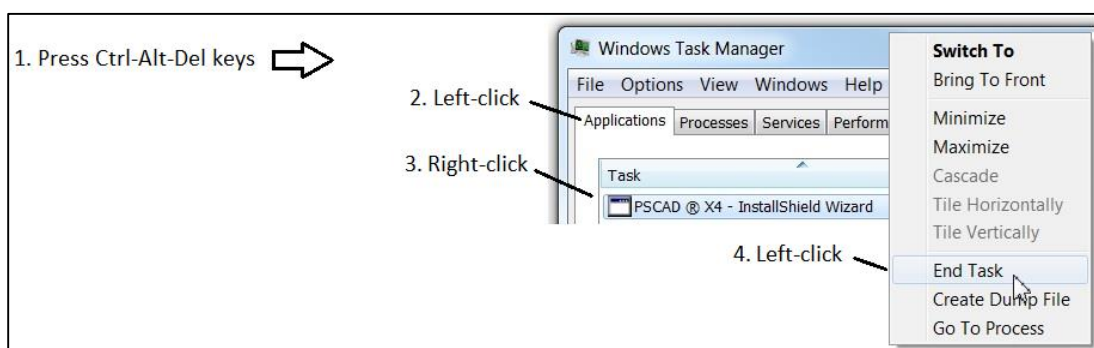 1. Press Ctrl-Alt-Del keys
2. Left-click
3. Right-click
4. Left-click
Windows Task Manager
File Options View Windows Help
Applications Processes Services Perform
Task
PSCAD ® X4 - InstallShield Wizard
Switch To
Bring To Front
Minimize
Maximize
Cascade
Tile Horizontally
Tile Vertically
End Task
Create Dump File
Go To Process